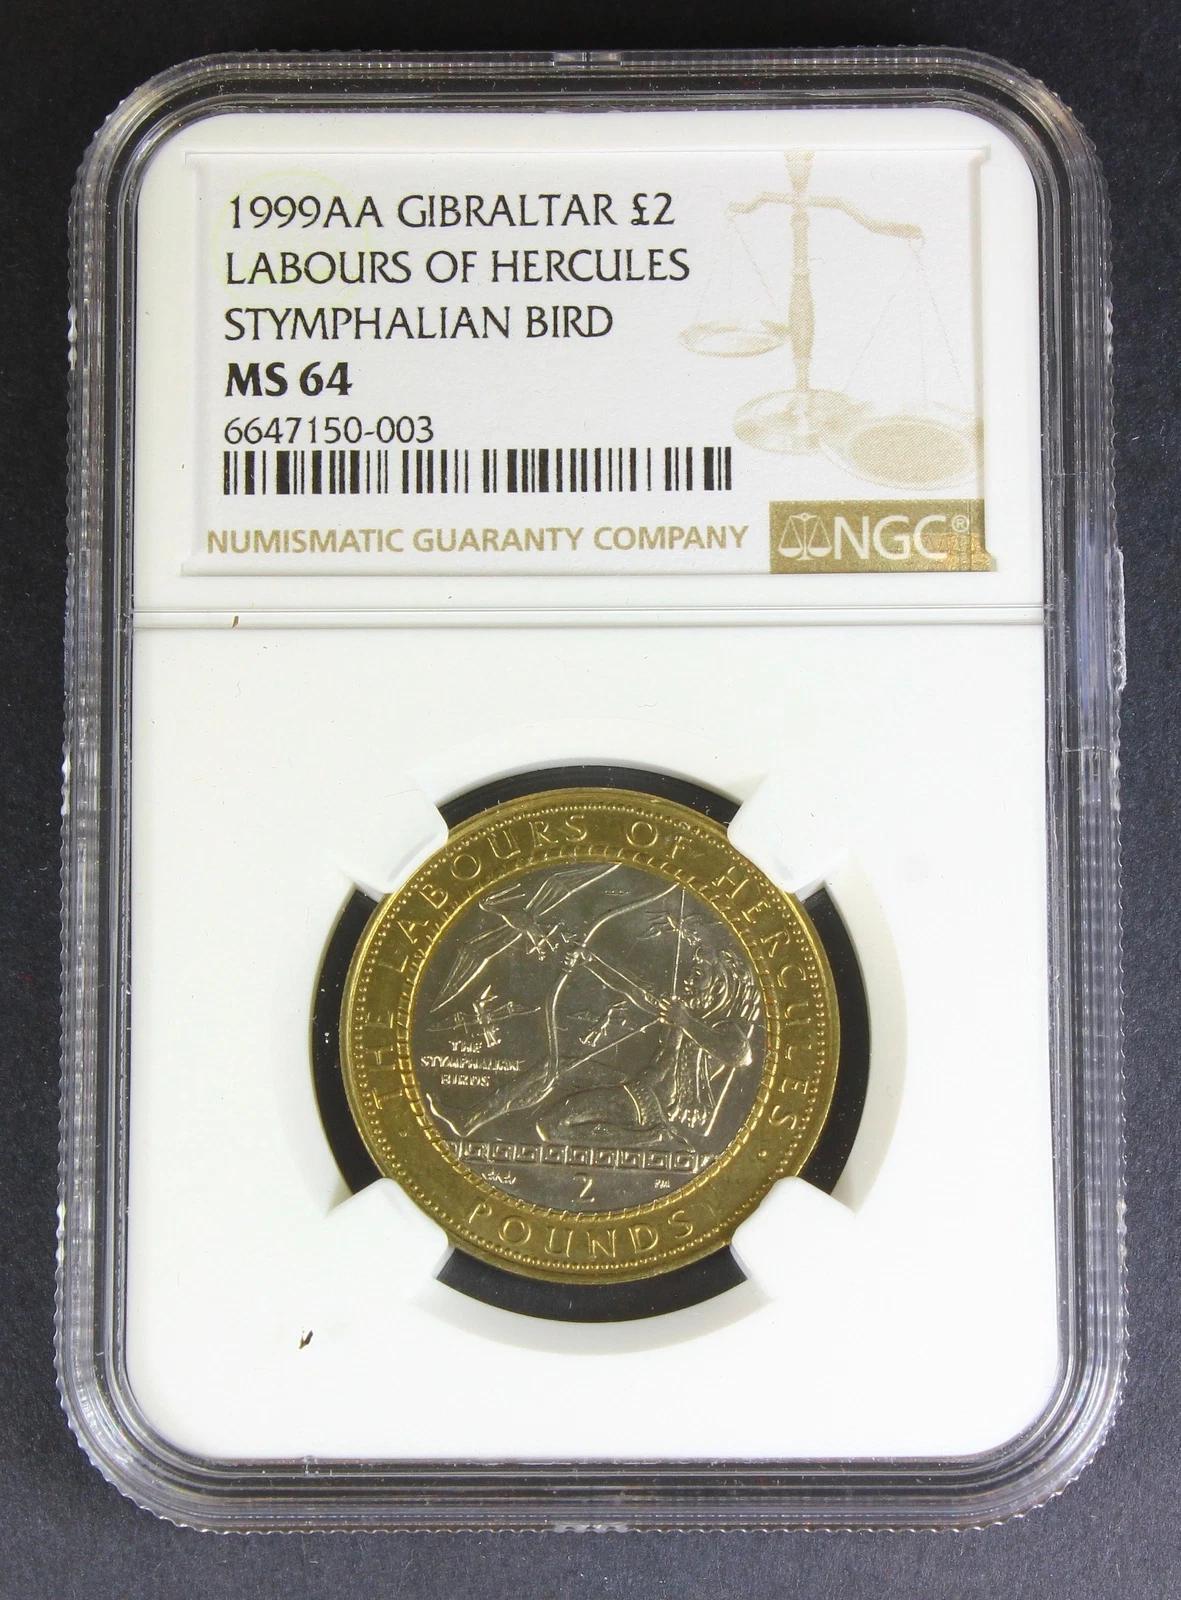 1999AA GIBRALTAR £2
LABOURS OF HERCULES
STYMPHALIAN BIRD
MS 64
6647150-003
NUMISMATIC GUARANTY COMPANY
NGC®
THE LABOURS OF HERCULES
THE
STYMPHALIAN
BIRDS
2
PM
POUNDS